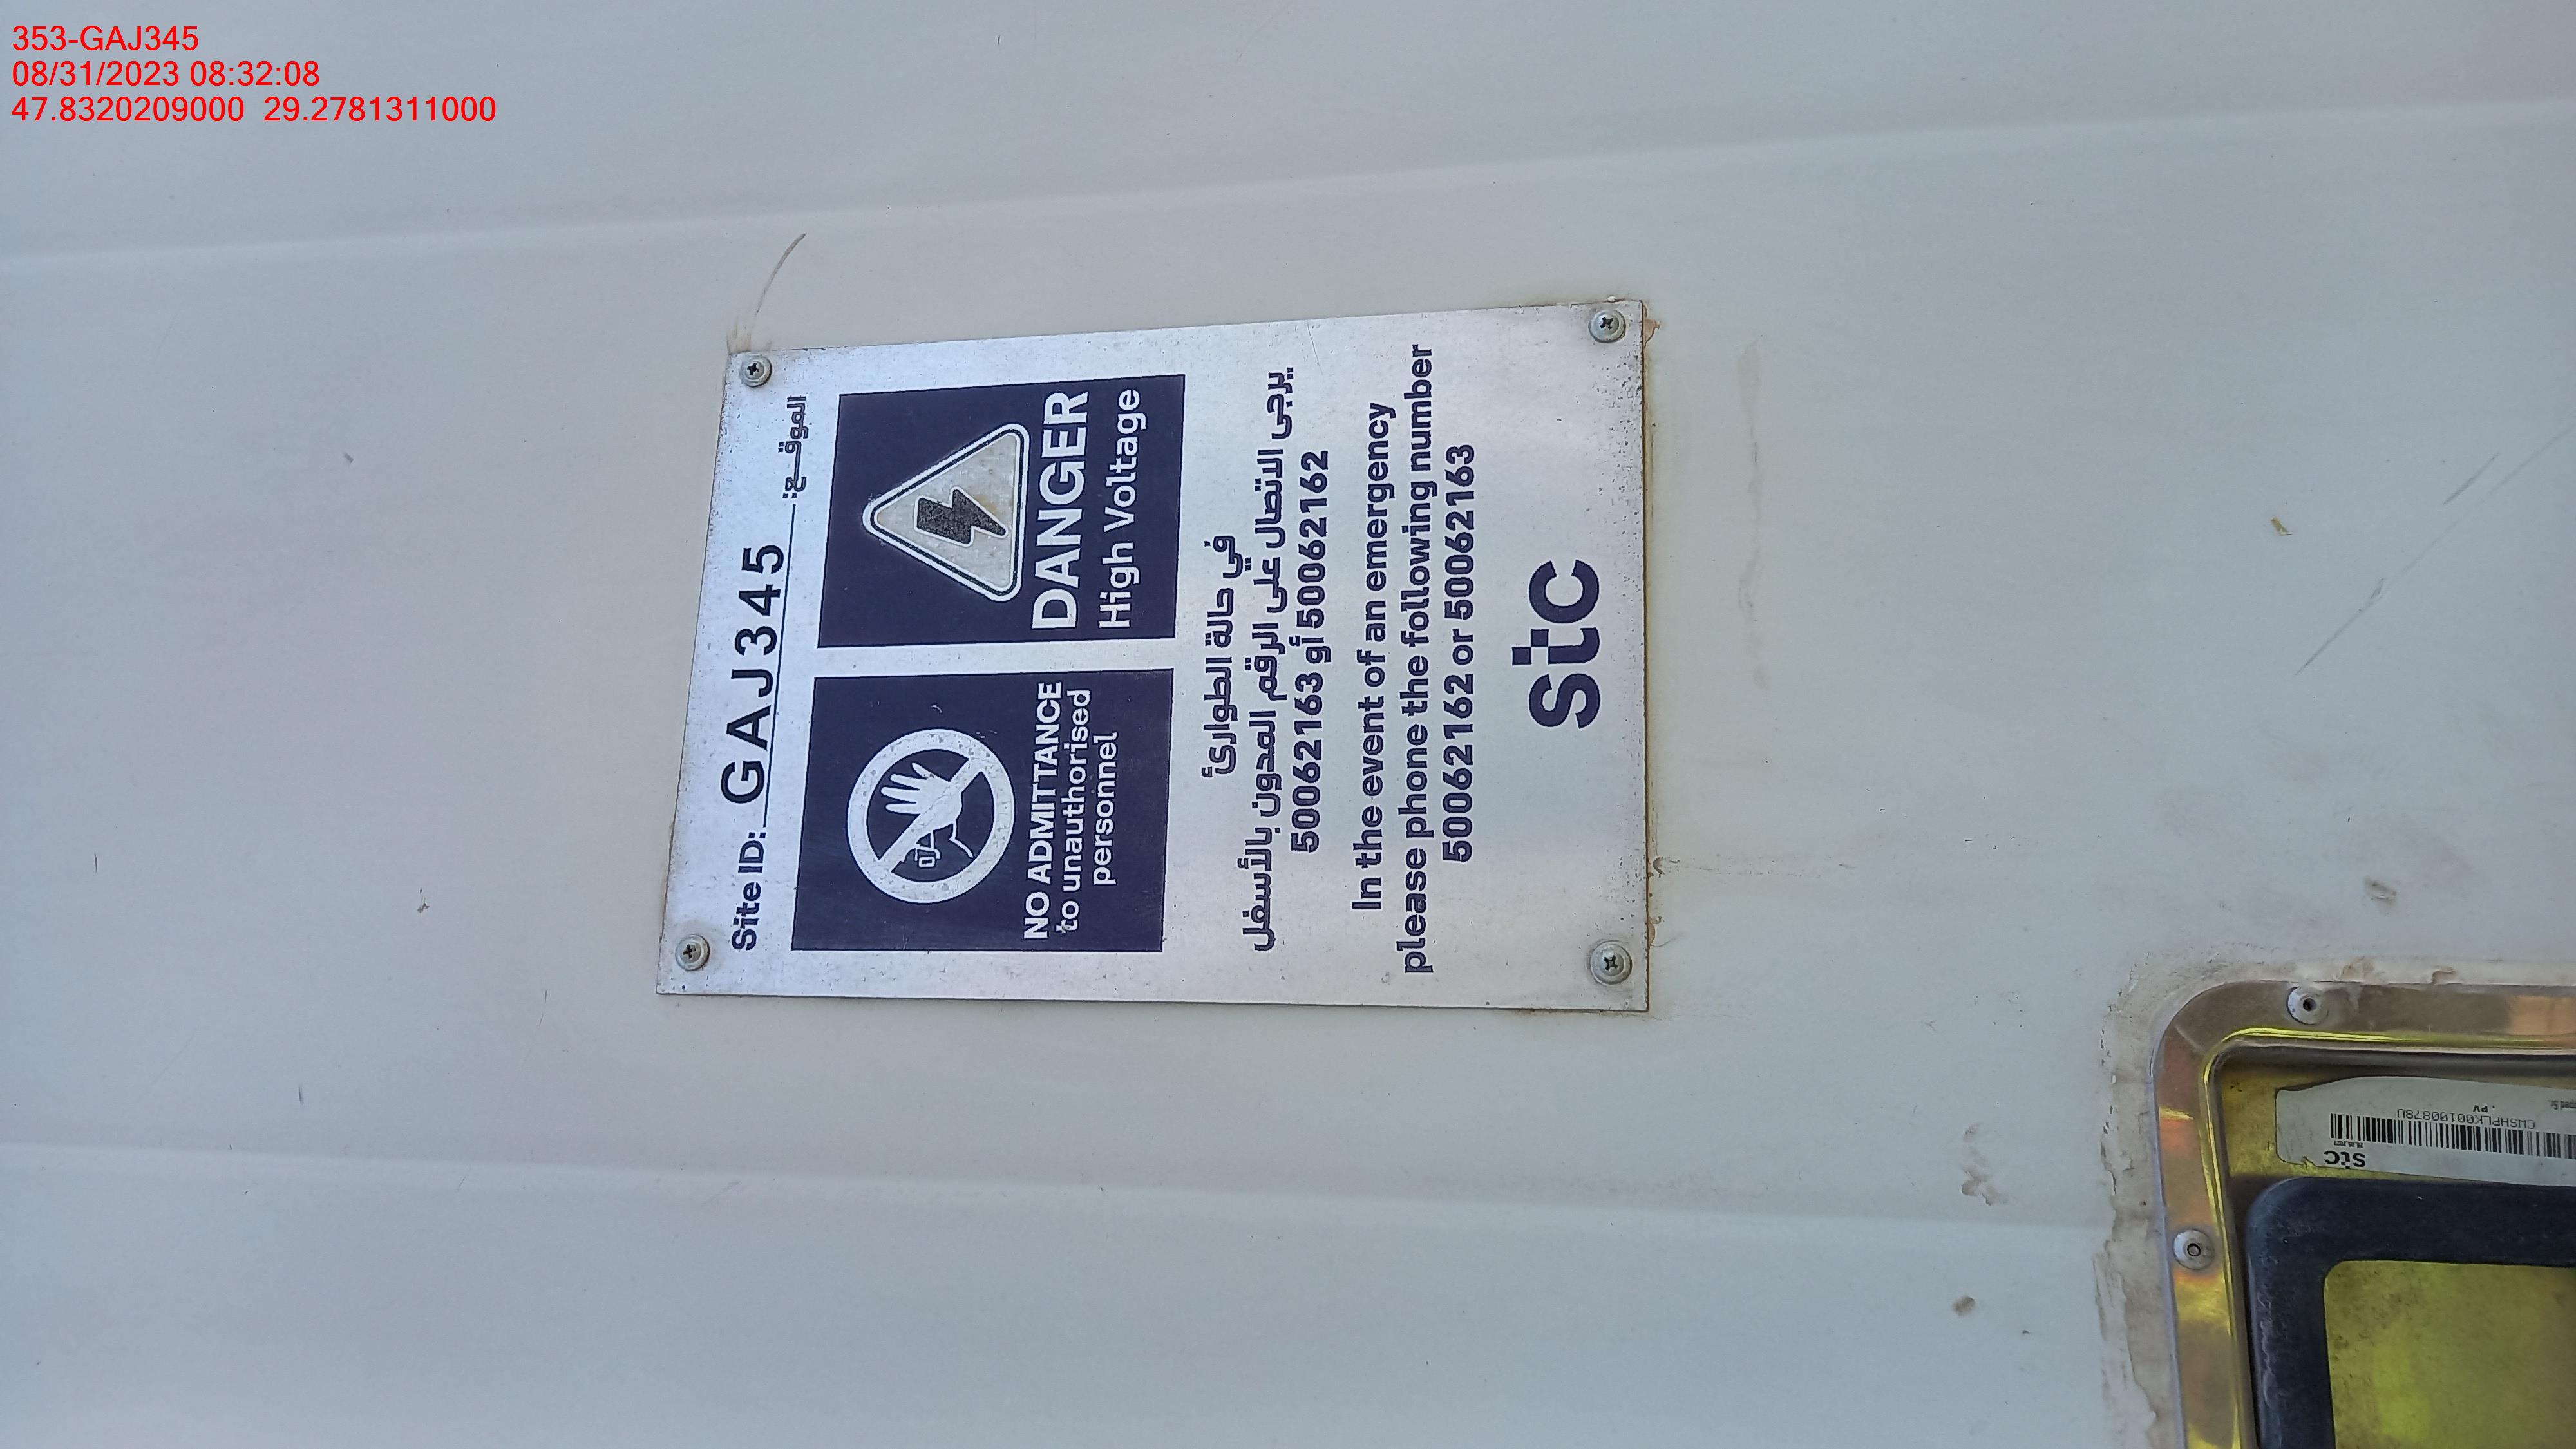 353-GAJ345
08/31/2023 08:32:08
47.8320209000 29.2781311000
Site ID: GAJ345 الموقع:
NO ADMITTANCE
to unauthorised
personnel
DANGER
High Voltage
في حالة الطوارئ
يرجى الاتصال على الرقم المدون بالأسفل
50062163 أو 50062162
In the event of an emergency
please phone the following number
50062162 or 50062163
stc
stc
CWSHPLK00100878U
.PV